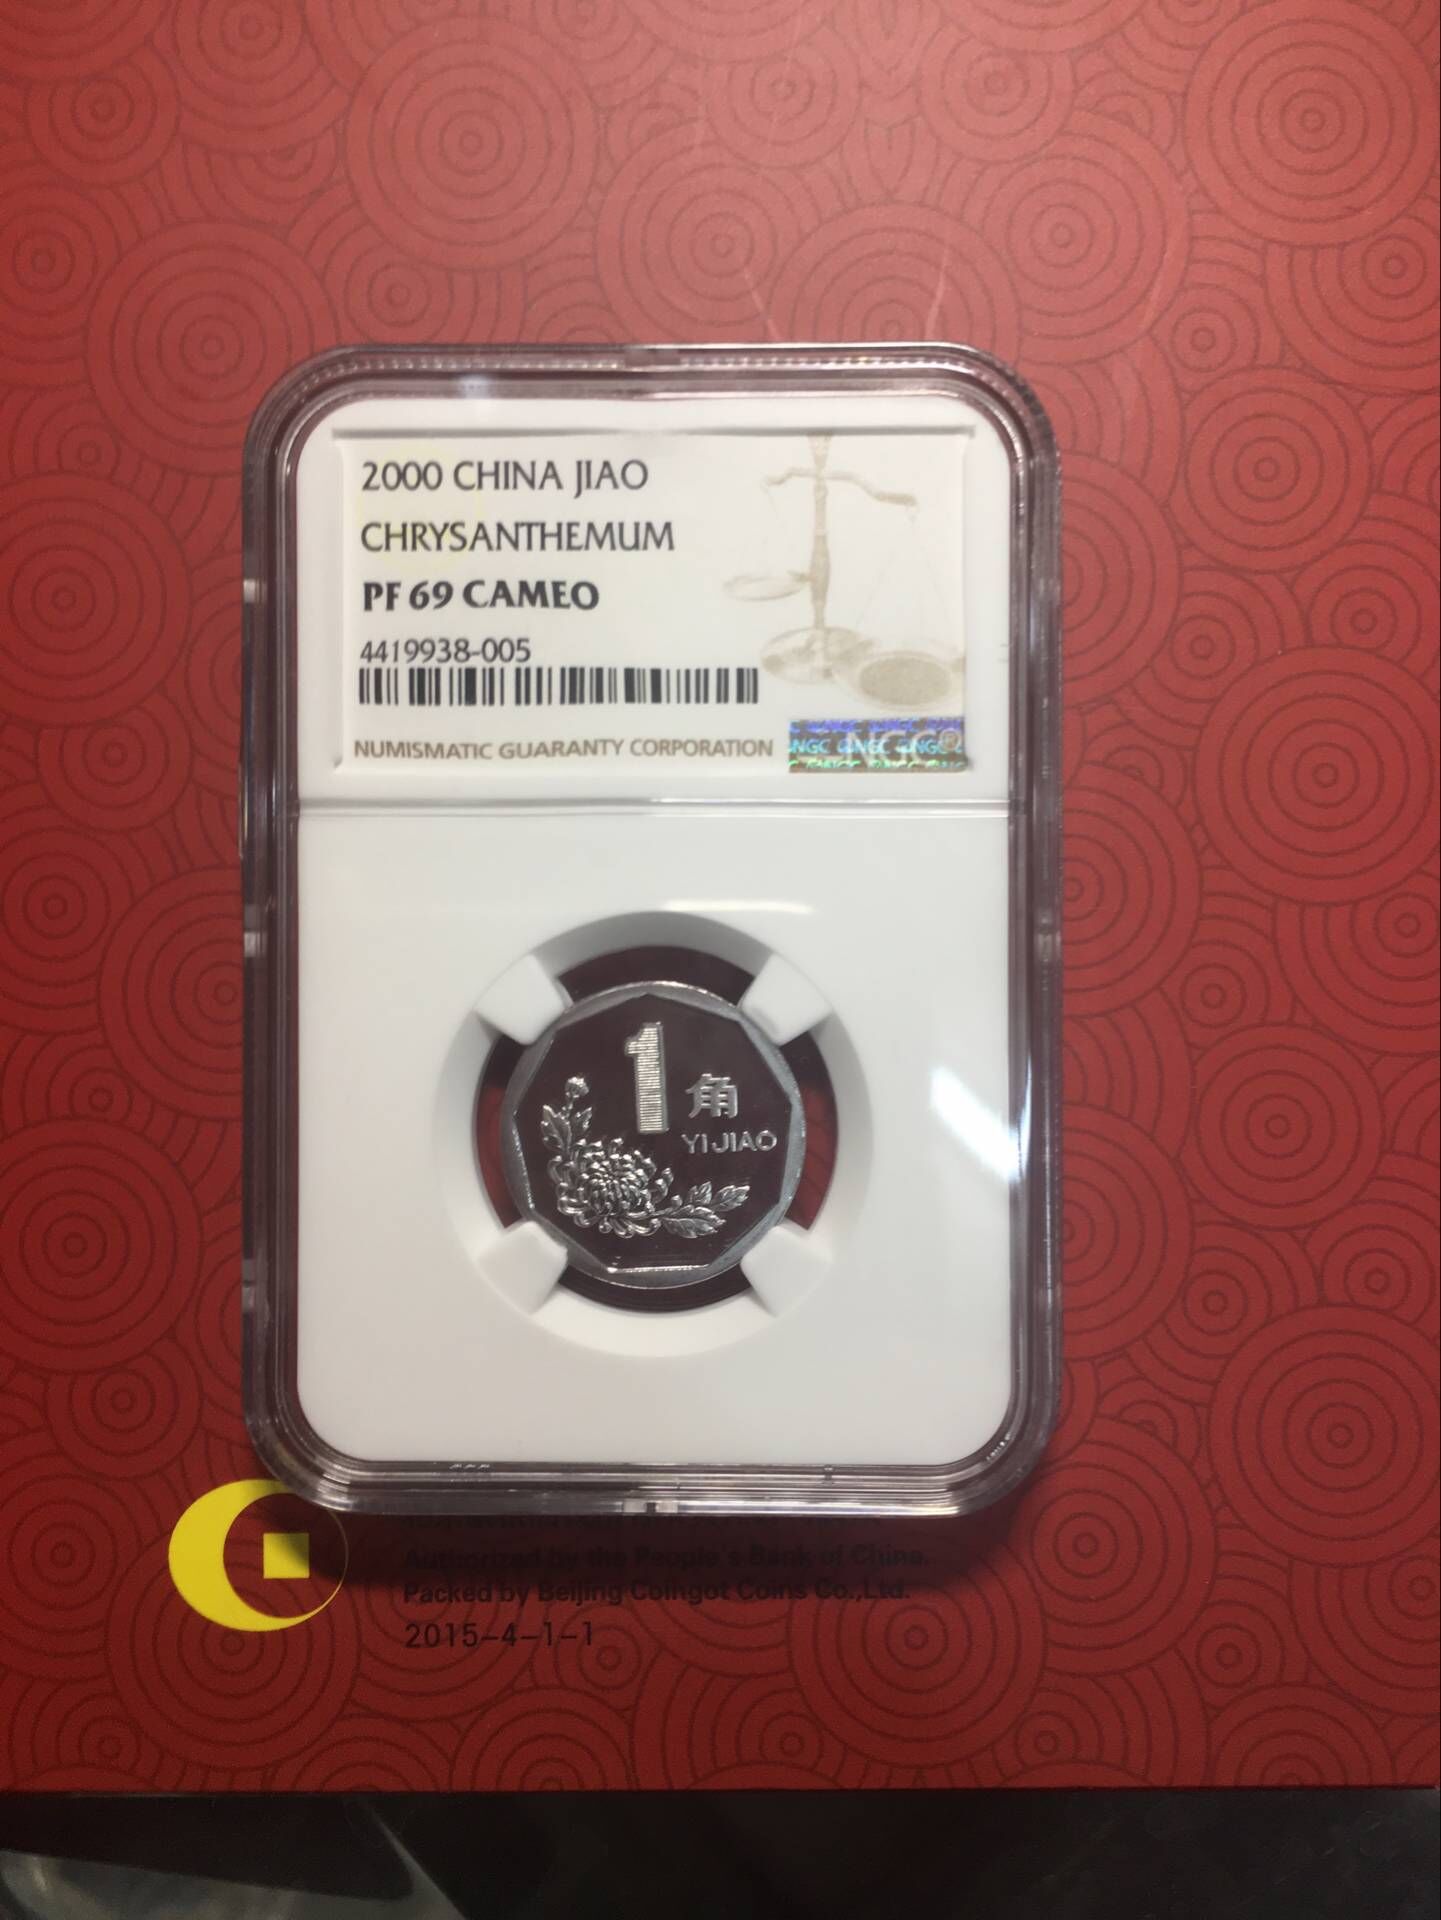 2000 CHINA JIAO
CHRYSANTHEMUM
PF 69 CAMEO
4419938-005
NUMISMATIC GUARANTY CORPORATION
NGC
1
角
YI JIAO
Authorized by the People's Bank of China.
Packed by Beijing Coingot Coins Co.,Ltd.
2015-4-1-1